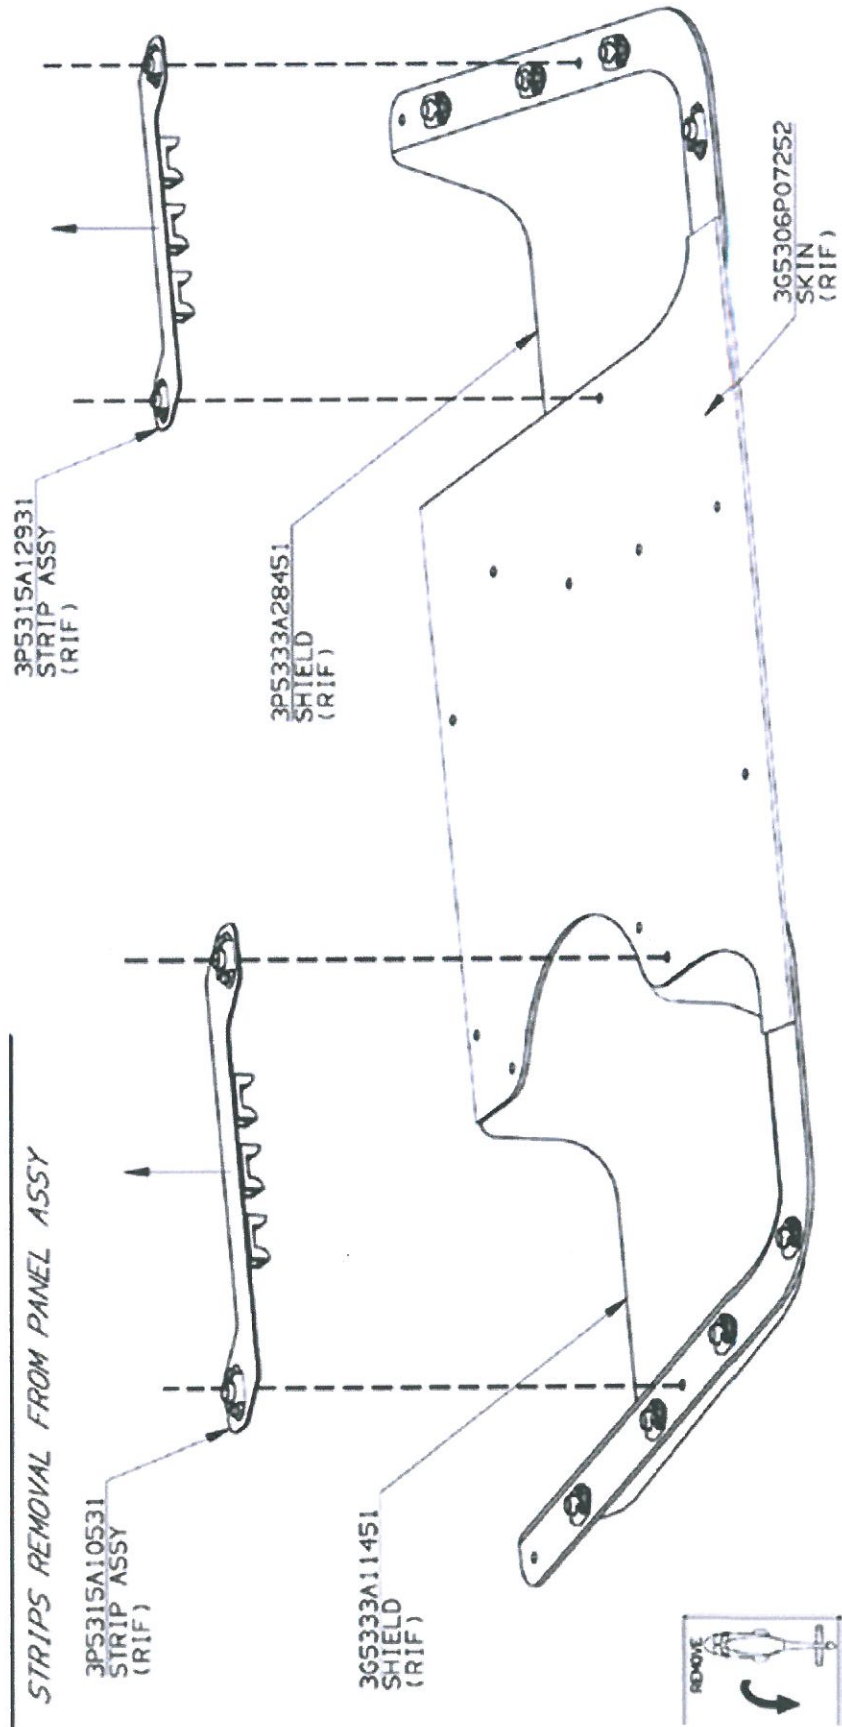 STRIPS REMOVAL FROM PANEL ASSY
3P5315A10531
STRIP ASSY
(RIF)
3P5315A12931
STRIP ASSY
(RIF)
3G5333A11451
SHIELD
(RIF)
3P5333A28451
SHIELD
(RIF)
3G5306P07252
SKIN
(RIF)
REMOVE